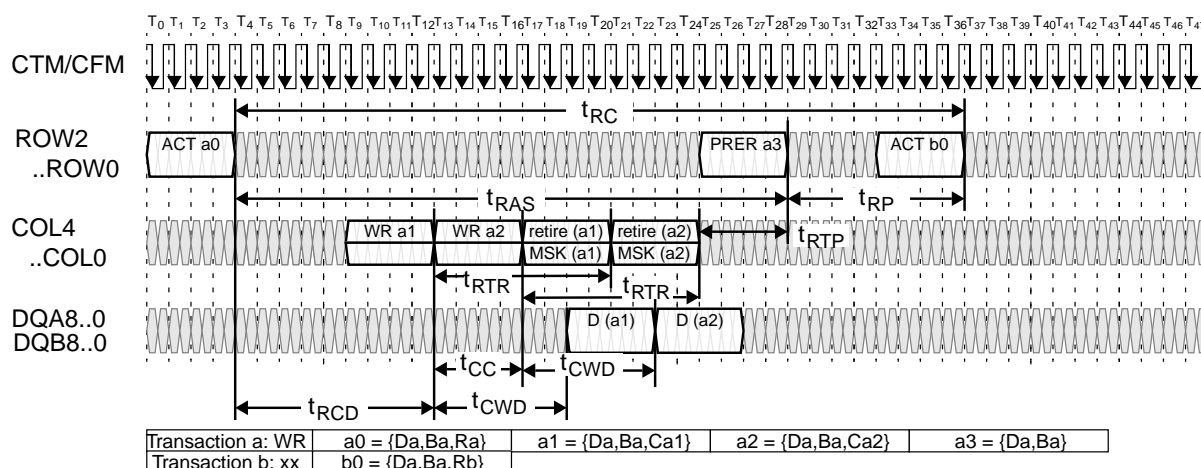 T0 T1 T2 T3 T4 T5 T6 T7 T8 T9 T10 T11 T12 T13 T14 T15 T16 T17 T18 T19 T20 T21 T22 T23 T24 T25 T26 T27 T28 T29 T30 T31 T32 T33 T34 T35 T36 T37 T38 T39 T40 T41 T42 T43 T44 T45 T46 T47
CTM/CFM
tRC
ROW2
..ROW0
ACT a0
PRER a3
ACT b0
tRAS
tRP
COL4
..COL0
WR a1
WR a2
retire (a1)
retire (a2)
MSK (a1)
MSK (a2)
tRTP
tRTR
tRTR
DQA8..0
DQB8..0
D (a1)
D (a2)
tCC
tCWD
tRCD
tCWD
Transaction a: WR a0 = {Da,Ba,Ra} a1 = {Da,Ba,Ca1} a2 = {Da,Ba,Ca2} a3 = {Da,Ba}
Transaction b: xx b0 = {Da,Ba,Rb}